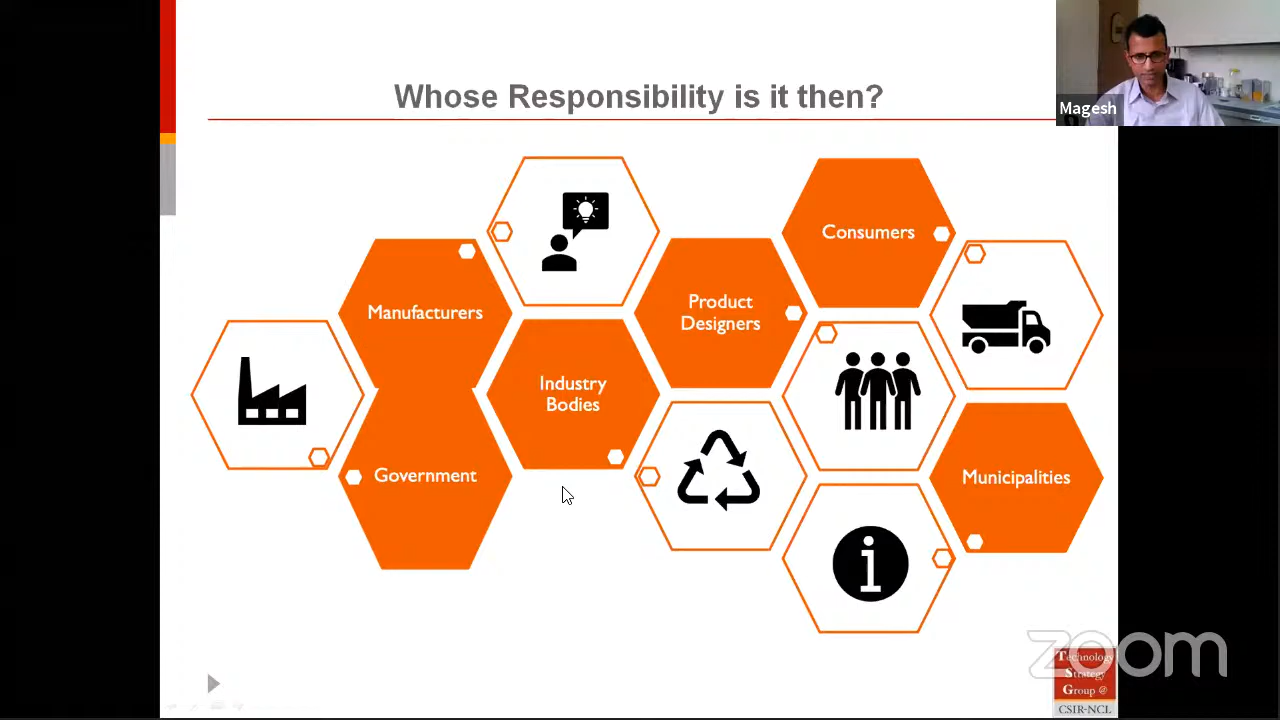 Whose Responsibility is it then?
Magesh
Consumers
Manufacturers
Product
Designers
Industry
Bodies
Government
Municipalities
i
zoom
Technology
Strategy
Group @
CSIR-NCL